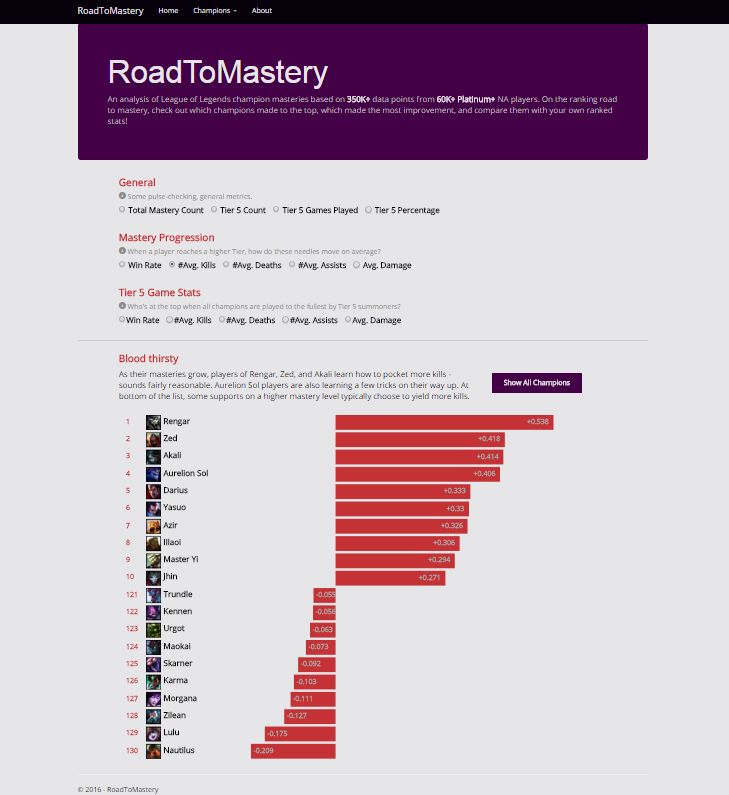 RoadToMastery Home Champions About
RoadToMastery
An analysis of League of Legends champion masteries based on 350K+ data points from 60K+ Platinum+ NA players. On the ranking road
to mastery, check out which champions made to the top, which made the most improvement, and compare them with your own ranked
stats!
General
Some pulse-checking, general metrics.
Total Mastery Count Tier 5 Count Tier 5 Games Played Tier 5 Percentage
Mastery Progression
When a player reaches a higher Tier, how do these needles move on average?
Win Rate #Avg. Kills #Avg. Deaths #Avg. Assists Avg. Damage
Tier 5 Game Stats
Who's at the top when all champions are played to the fullest by Tier 5 summoners?
Win Rate #Avg. Kills #Avg. Deaths #Avg. Assists Avg. Damage
Blood thirsty
As their masteries grow, players of Rengar, Zed, and Akali learn how to pocket more kills -
sounds fairly reasonable. Aurelion Sol players are also learning a few tricks on their way up. At
bottom of the list, some supports on a higher mastery level typically choose to yield more kills.
Show All Champions
1 Rengar +0.538
2 Zed +0.418
3 Akali +0.414
4 Aurelion Sol +0.406
5 Darius +0.333
6 Yasuo +0.33
7 Azir +0.326
8 Illaoi +0.306
9 Master Yi +0.294
10 Jhin +0.271
121 Trundle -0.055
122 Kennen -0.056
123 Urgot -0.063
124 Maokai -0.073
125 Skarner -0.092
126 Karma -0.103
127 Morgana -0.111
128 Zilean -0.127
129 Lulu -0.175
130 Nautilus -0.209
© 2016 - RoadToMastery